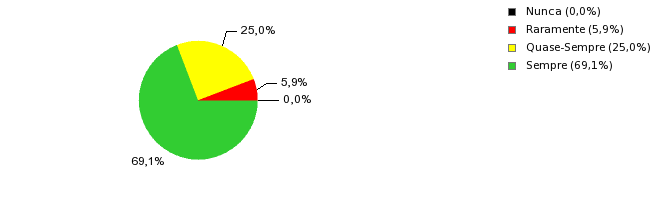 25,0%
5,9%
0,0%
69,1%
Nunca (0,0%)
Raramente (5,9%)
Quase-Sempre (25,0%)
Sempre (69,1%)